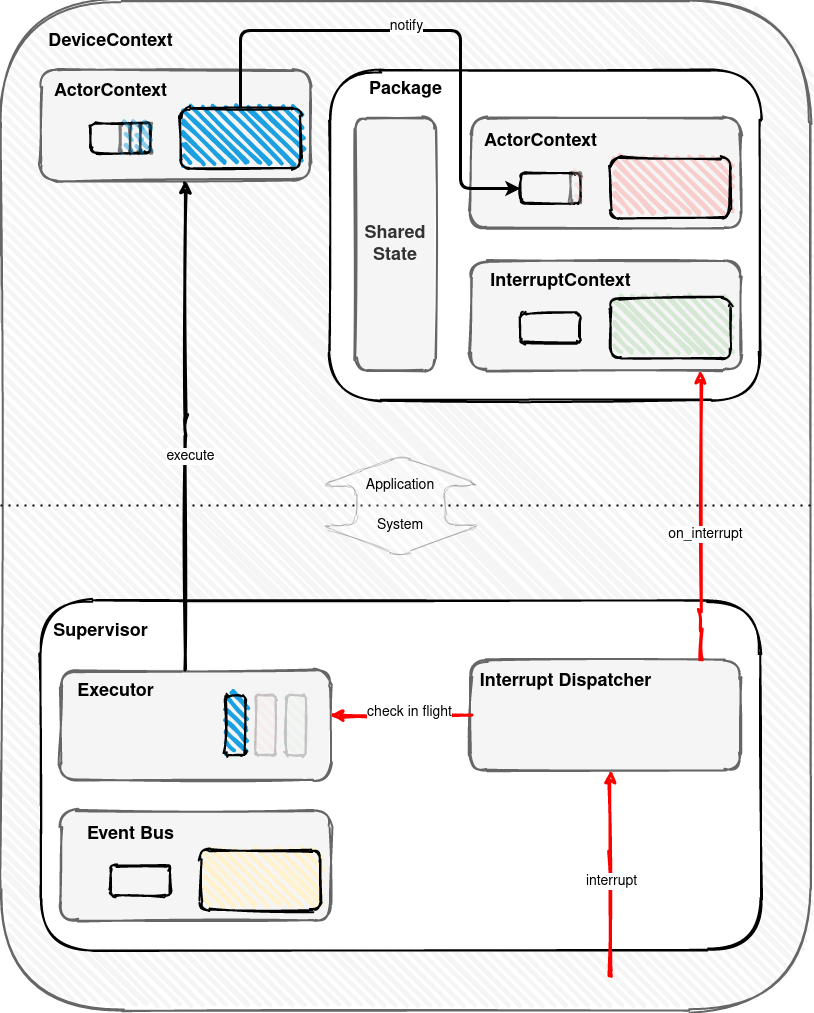 notify
DeviceContext
ActorContext
Package
ActorContext
Shared
State
InterruptContext
execute
Application
System
on_interrupt
Supervisor
Executor
Interrupt Dispatcher
check in flight
Event Bus
interrupt